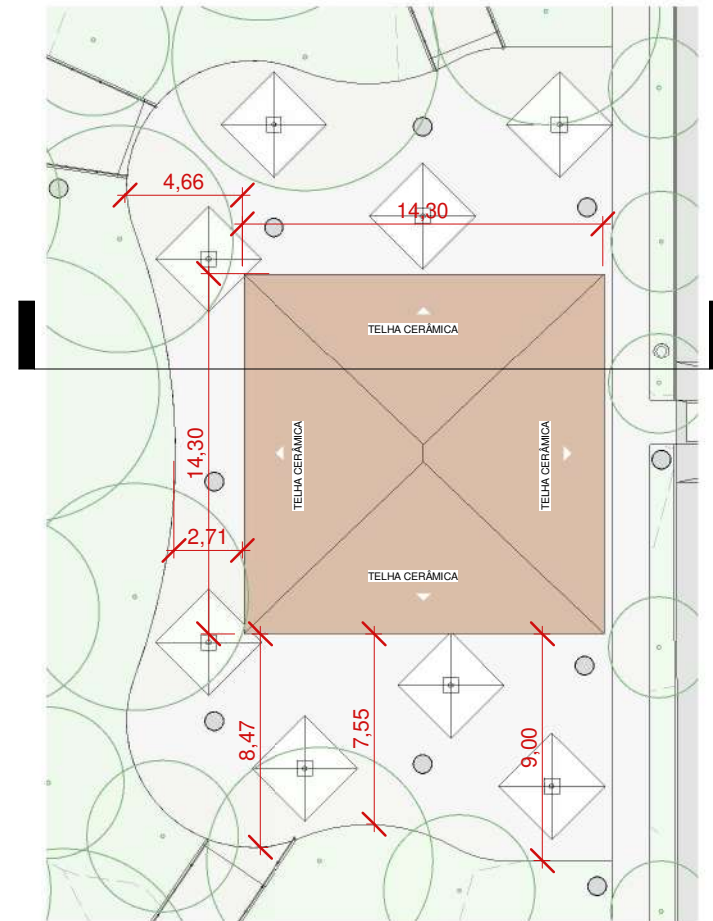 4,66
14,30
TELHA CERÂMICA
14,30
TELHA CERÂMICA
TELHA CERÂMICA
2,71
TELHA CERÂMICA
8,47
7,55
9,00